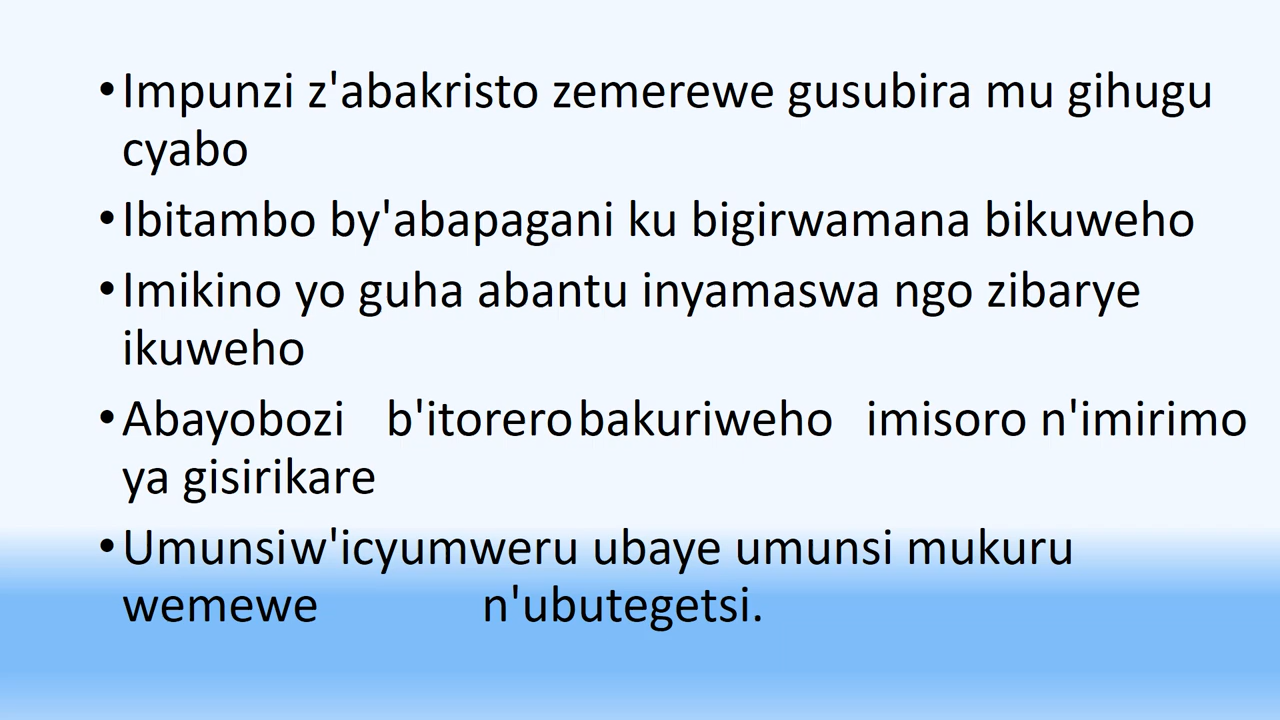 •Impunzi z'abakristo zemerewe gusubira mu gihugu
cyabo
•Ibitambo by'abapagani ku bigirwamana bikuweho
•Imikino yo guha abantu inyamaswa ngo zibarye
ikuweho
•Abayobozi b'itorero bakuriweho imisoro n'imirimo
ya gisirikare
•Umunsi w'icyumweru ubaye umunsi mukuru
wemewe n'ubutegetsi.